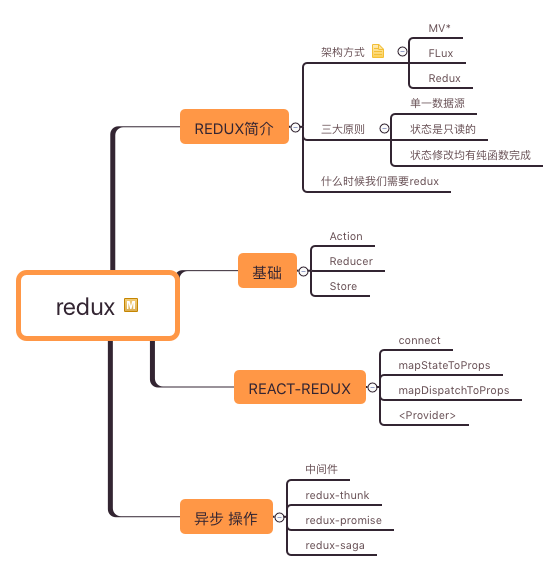 redux
M
REDUX简介
架构方式
MV*
FLux
Redux
三大原则
单一数据源
状态是只读的
状态修改均有纯函数完成
什么时候我们需要redux
基础
Action
Reducer
Store
REACT-REDUX
connect
mapStateToProps
mapDispatchToProps
<Provider>
异步 操作
中间件
redux-thunk
redux-promise
redux-saga